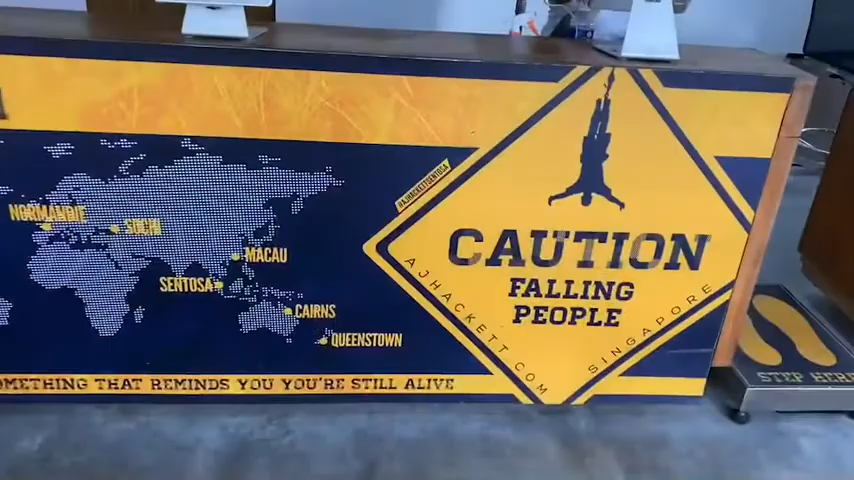 #AJHACKETTSENTOSA
NORMANDIE
SOCHI
MACAU
SENTOSA
CAIRNS
QUEENSTOWN
CAUTION
FALLING
PEOPLE
AJHACKETT.COM
SINGAPORE
SOMETHING THAT REMINDS YOU YOU'RE STILL ALIVE
STEP HERE